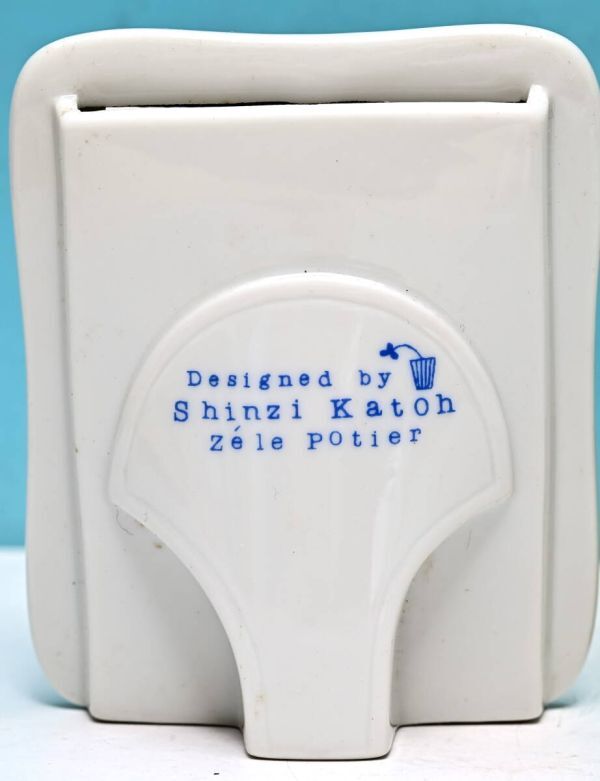 Designed by
Shinzi Katoh
Zéle Potier